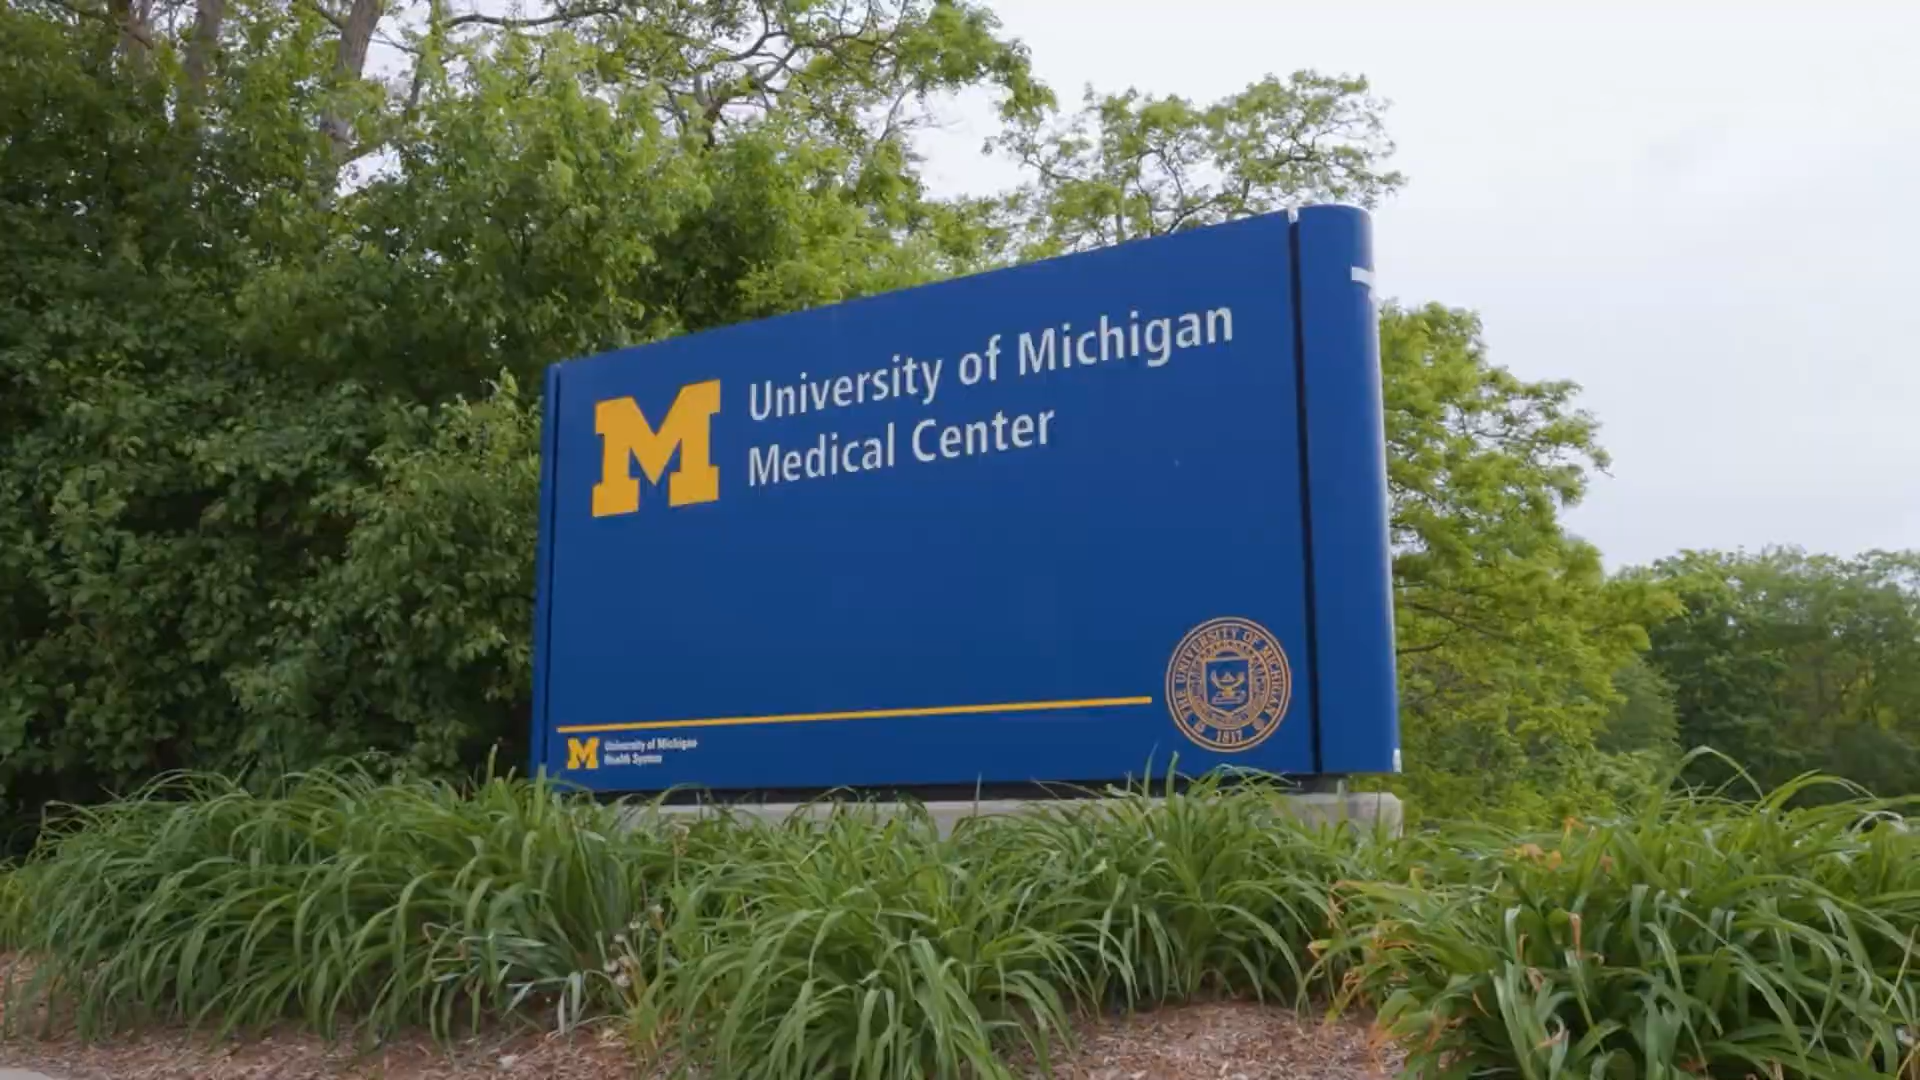 M
University of Michigan
Medical Center
THE UNIVERSITY OF MICHIGAN
1817
M
University of Michigan
Health System